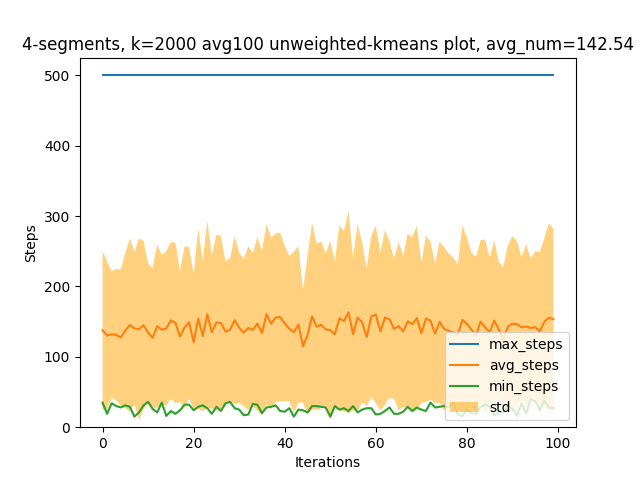 4-segments, k=2000 avg100 unweighted-kmeans plot, avg_num=142.54
500
400
300
200
100
0
Steps
0 20 40 60 80 100
Iterations
max_steps
avg_steps
min_steps
std